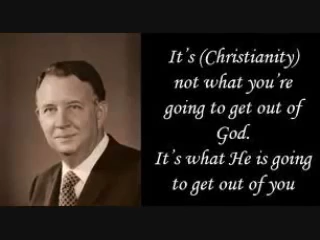 It's (Christianity)
not what you're
going to get out of
God.
It's what He is going
to get out of you